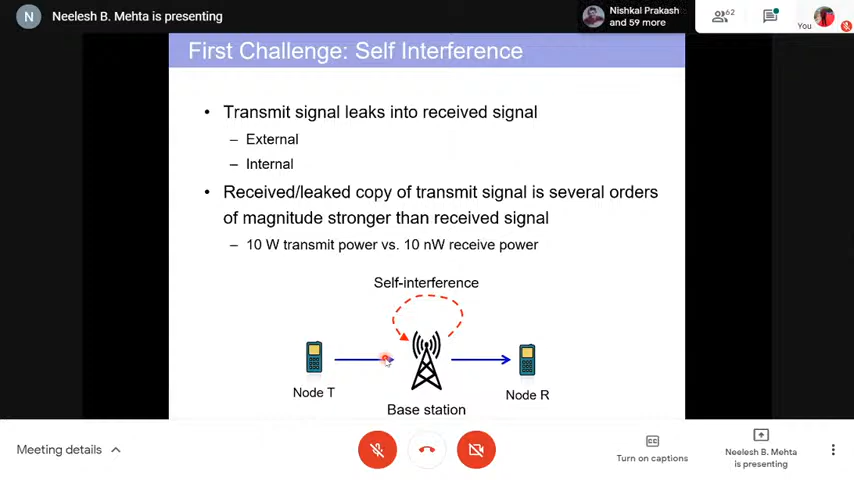 N Neelesh B. Mehta is presenting
Nishkal Prakash
and 59 more
62
You
First Challenge: Self Interference
• Transmit signal leaks into received signal
– External
– Internal
• Received/leaked copy of transmit signal is several orders
of magnitude stronger than received signal
– 10 W transmit power vs. 10 nW receive power
Self-interference
Node T
Node R
Base station
Meeting details
CC
Turn on captions
Neelesh B. Mehta
is presenting